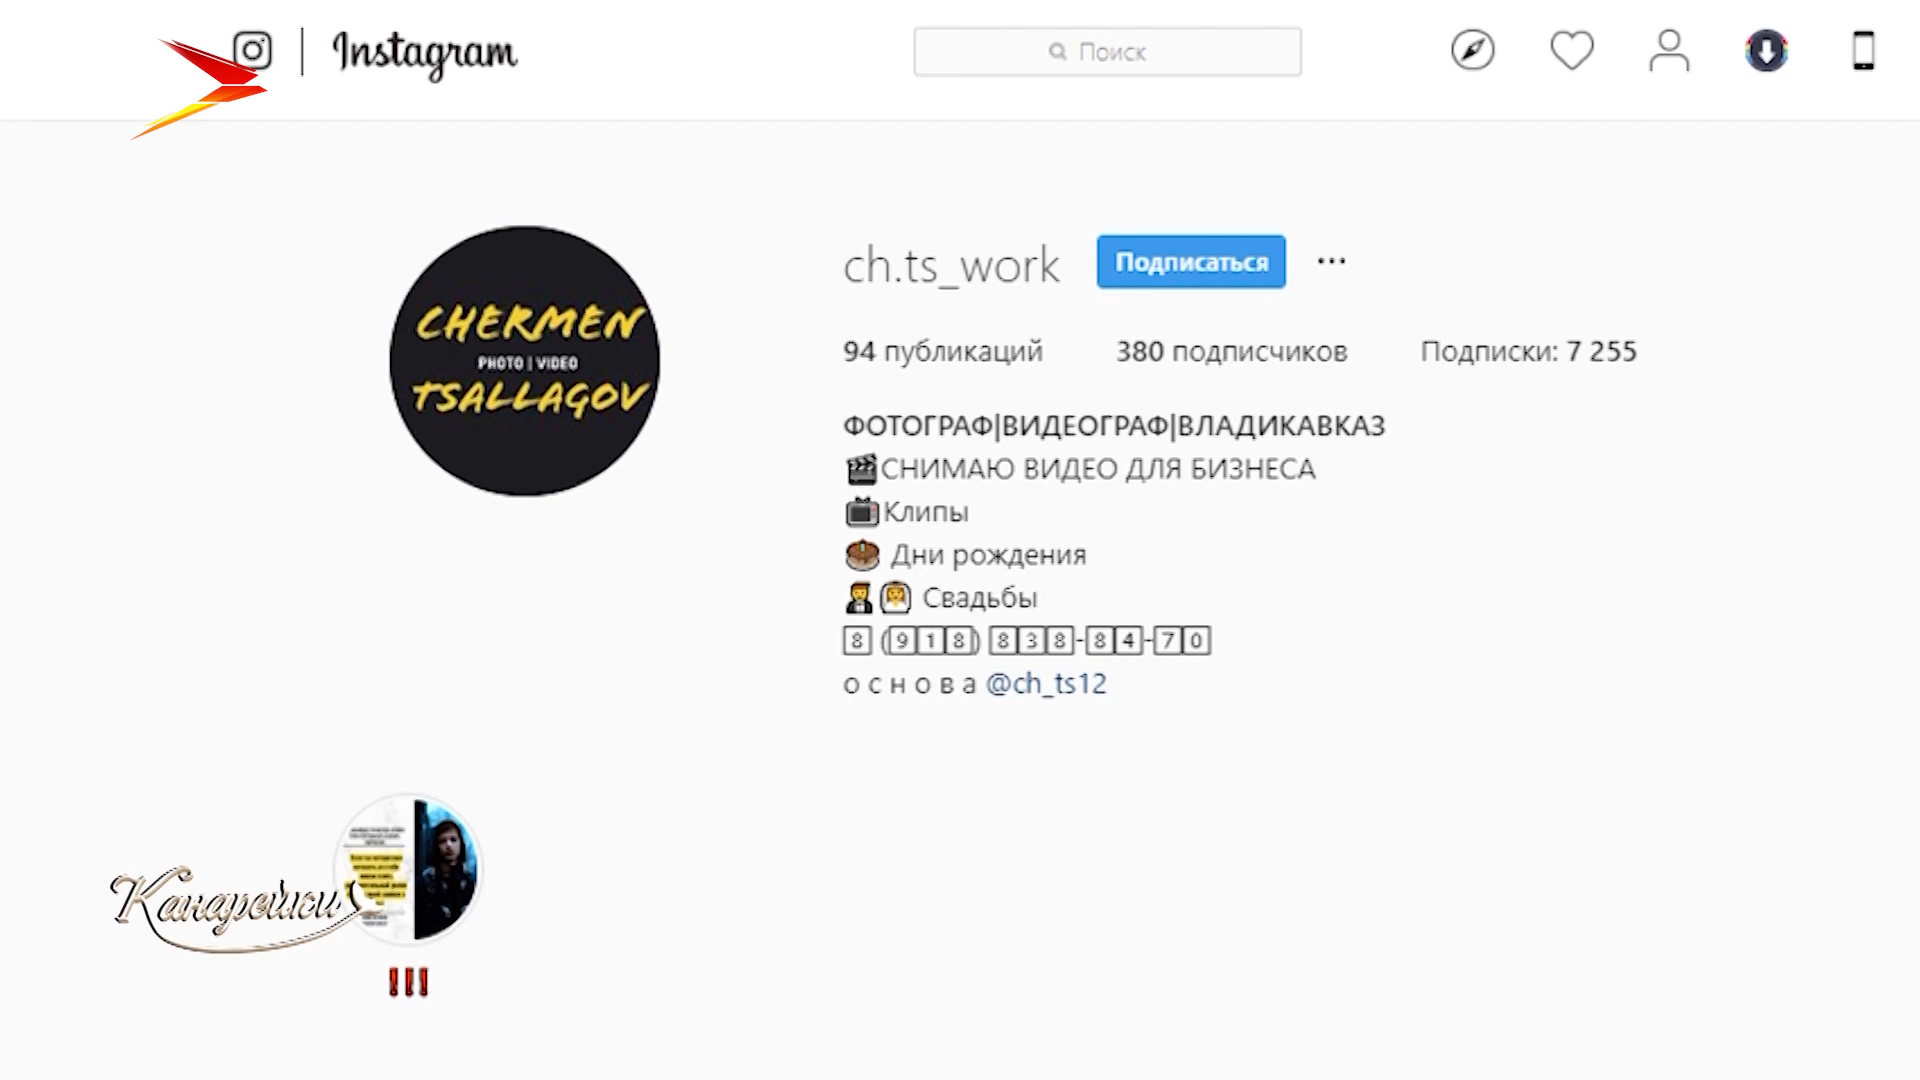 Instagram
Поиск
CHERMEN
PHOTO | VIDEO
TSALLAGOV
ch.ts_work
Подписаться
94 публикаций 380 подписчиков Подписки: 7 255
ФОТОГРАФ|ВИДЕОГРАФ|ВЛАДИКАВКАЗ
🎬СНИМАЮ ВИДЕО ДЛЯ БИЗНЕСА
📺Клипы
🎂 Дни рождения
🤵👰 Свадьбы
8 (918) 838-84-70
о с н о в а @ch_ts12
Канарейки
!!!